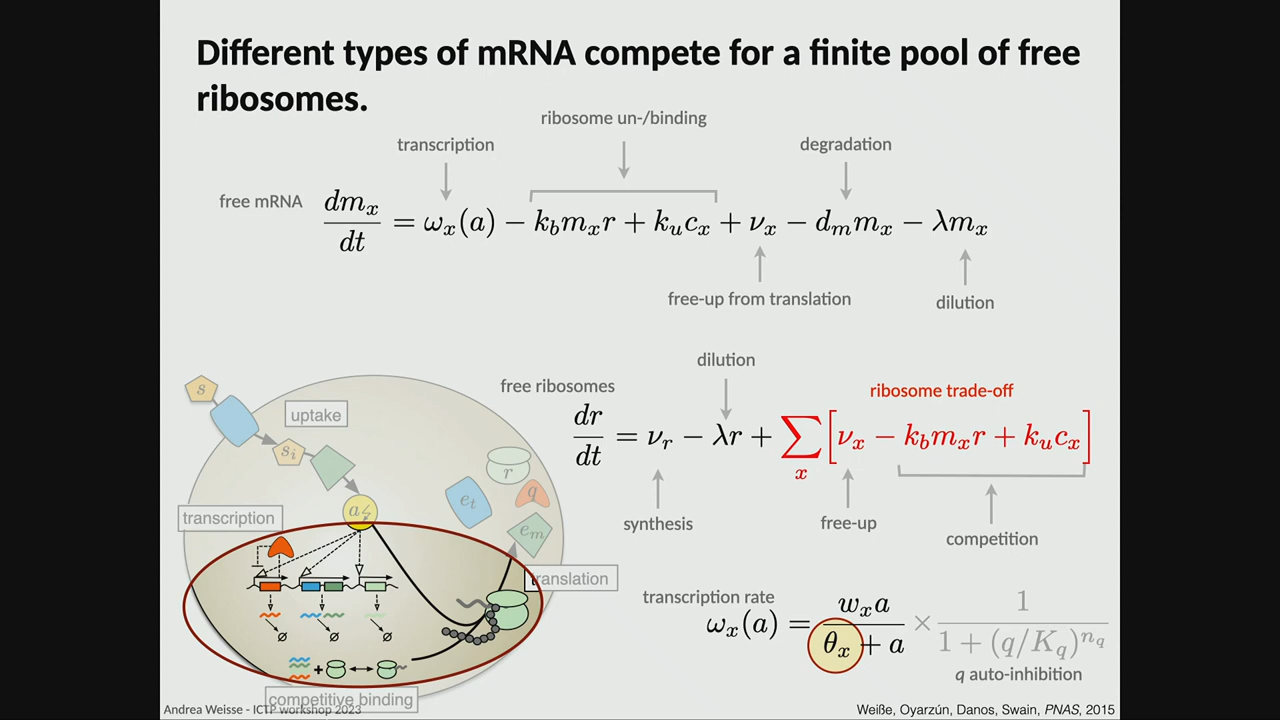 Different types of mRNA compete for a finite pool of free
ribosomes.
ribosome un-/binding
transcription
degradation
free mRNA
dm_x/dt = ω_x(a) − k_b m_x r + k_u c_x + ν_x − d_m m_x − λm_x
free-up from translation
dilution
dilution
free ribosomes
ribosome trade-off
dr/dt = ν_r − λr + ∑_x [ν_x − k_b m_x r + k_u c_x]
synthesis
free-up
competition
s
uptake
s_i
r
e_t
q
a
e_m
transcription
translation
transcription rate
ω_x(a) = w_x a/(θ_x + a) × 1/(1 + (q/K_q)^{n_q})
q auto-inhibition
ø ø ø
+
competitive binding
Andrea Weisse - ICTP workshop 2023
Weiße, Oyarzún, Danos, Swain, PNAS, 2015